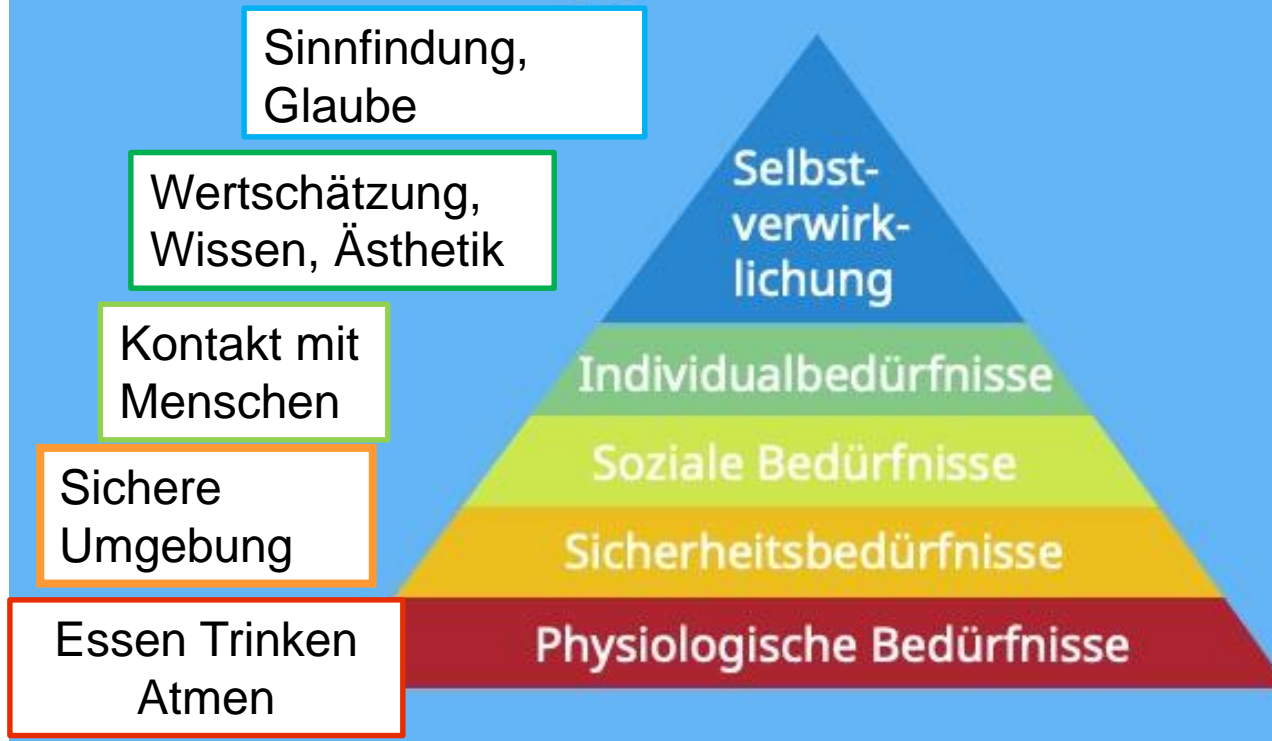 Sinnfindung,
Glaube
Selbst-
verwirk-
lichung
Wertschätzung,
Wissen, Ästhetik
Individualbedürfnisse
Kontakt mit
Menschen
Soziale Bedürfnisse
Sichere
Umgebung
Sicherheitsbedürfnisse
Essen Trinken
Atmen
Physiologische Bedürfnisse